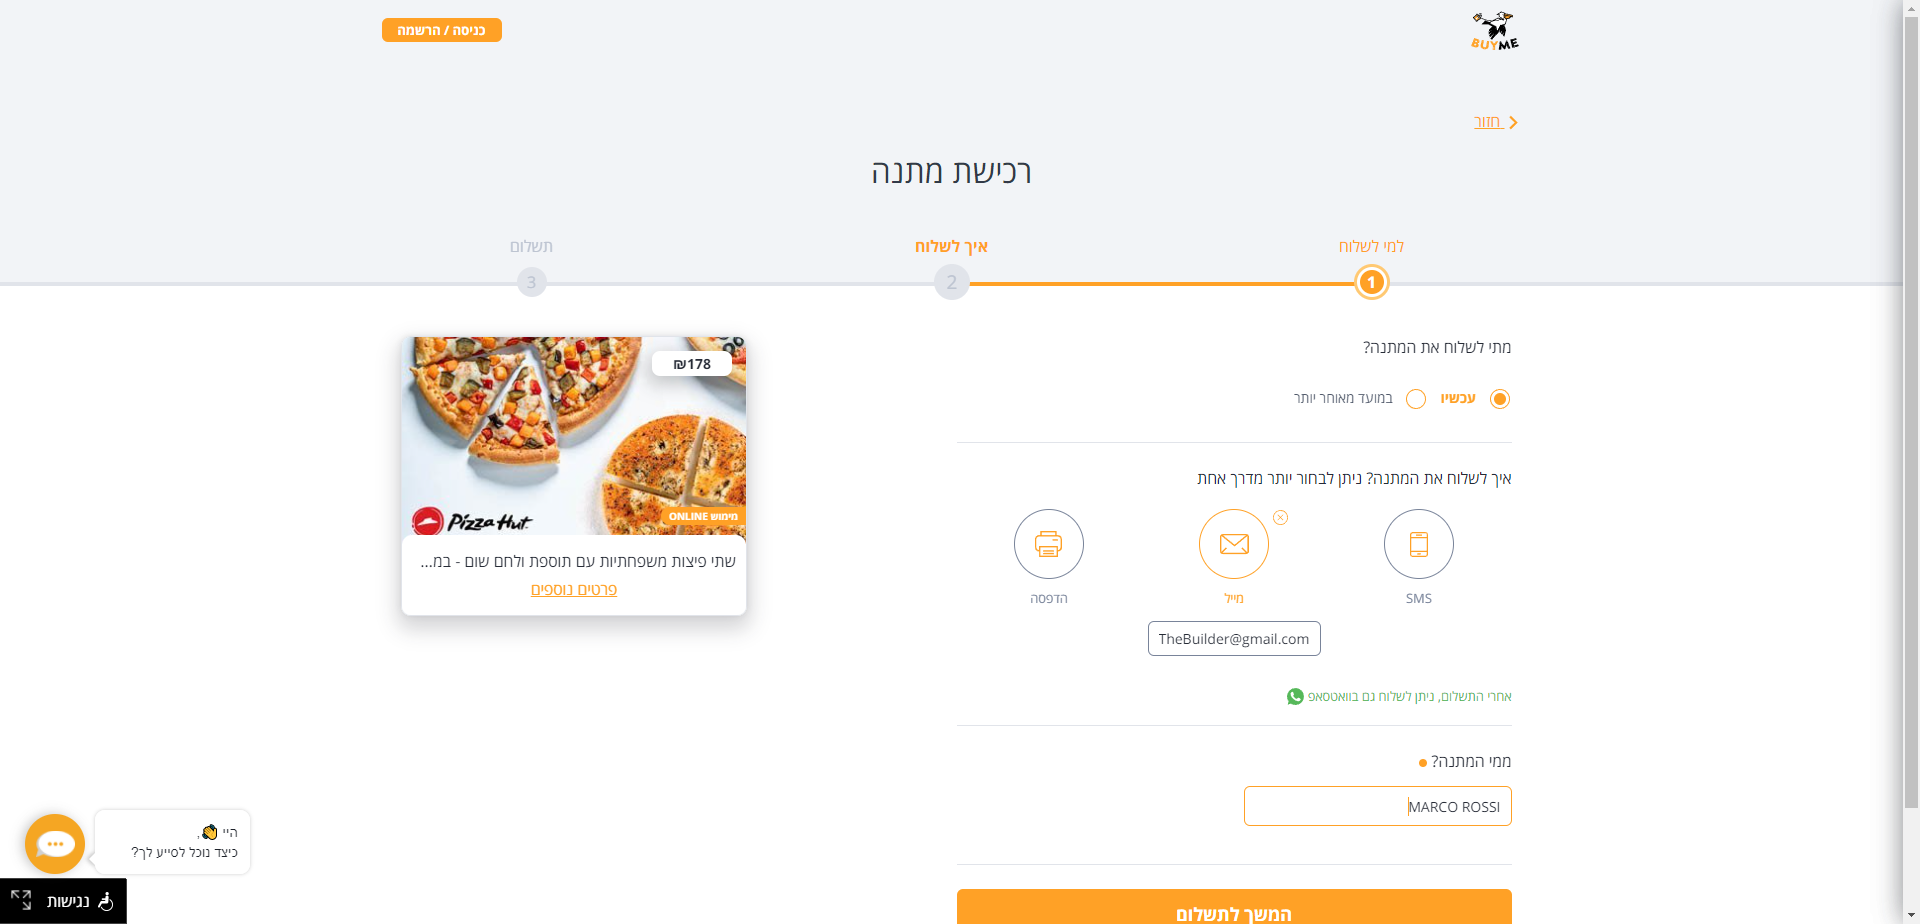 BUYME
כניסה / הרשמה
חזור
רכישת מתנה
למי לשלוח
איך לשלוח
תשלום
1
2
3
מתי לשלוח את המתנה?
עכשיו
במועד מאוחר יותר
איך לשלוח את המתנה? ניתן לבחור יותר מדרך אחת
SMS
מייל
הדפסה
TheBuilder@gmail.com
אחרי התשלום, ניתן לשלוח גם בוואטסאפ
ממי המתנה?
MARCO ROSSI
המשך לתשלום
₪178
מימוש ONLINE
Pizza Hut
שתי פיצות משפחתיות עם תוספת ולחם שום - במ...
פרטים נוספים
היי 👏,
כיצד נוכל לסייע לך?
נגישות